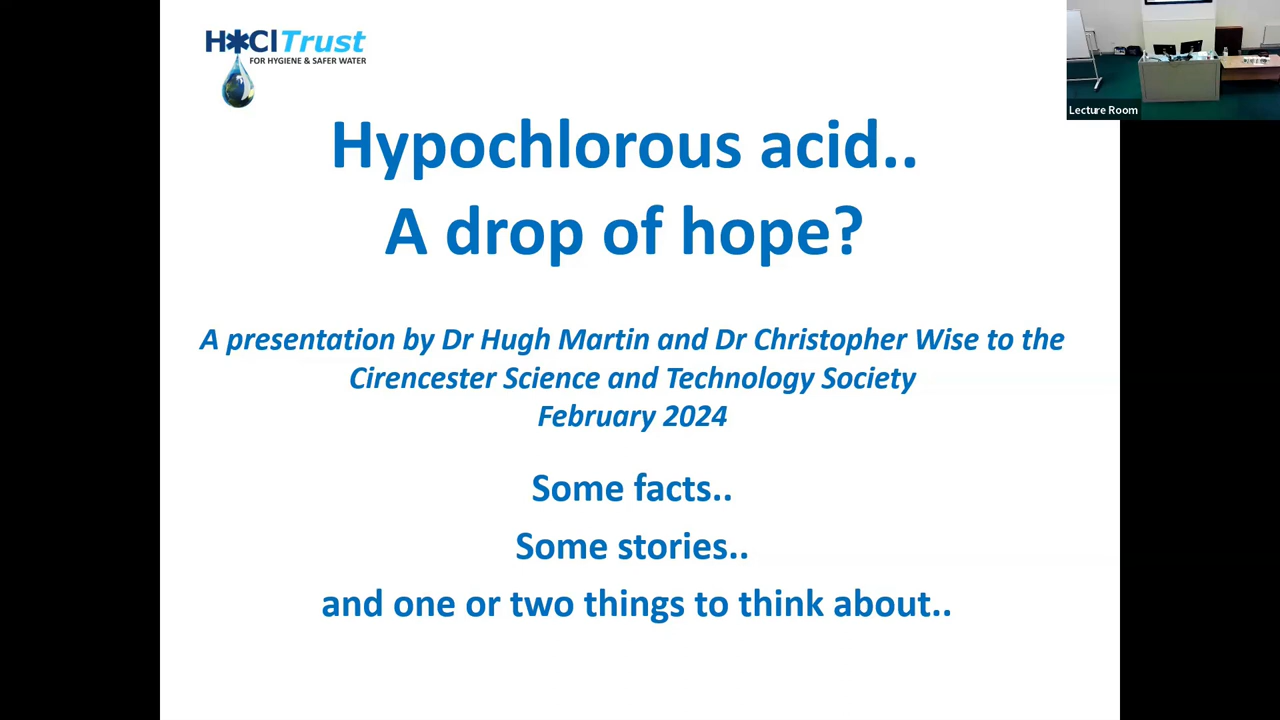 H*ClTrust
FOR HYGIENE & SAFER WATER
Lecture Room
Hypochlorous acid..
A drop of hope?
A presentation by Dr Hugh Martin and Dr Christopher Wise to the
Cirencester Science and Technology Society
February 2024
Some facts..
Some stories..
and one or two things to think about..